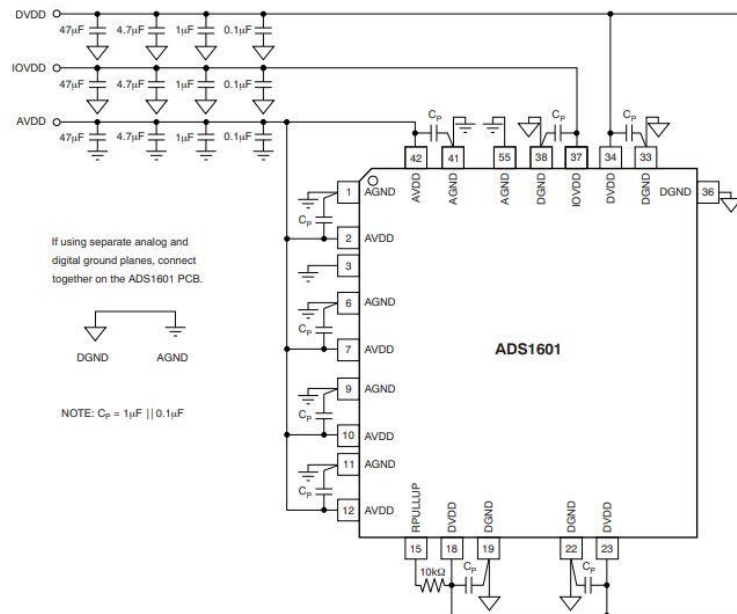 DVDD
47μF 4.7μF 1μF 0.1μF
IOVDD
47μF 4.7μF 1μF 0.1μF
AVDD
47μF 4.7μF 1μF 0.1μF
CP CP CP
42 41 55 38 37 34 33
AVDD AGND AGND DGND IOVDD DVDD DGND
1 AGND
DGND 36
CP
2 AVDD
3
If using separate analog and
digital ground planes, connect
together on the ADS1601 PCB.
6 AGND
CP
7 AVDD
ADS1601
DGND AGND
9 AGND
CP
NOTE: CP = 1μF || 0.1μF
10 AVDD
11 AGND
CP
12 AVDD
RPULLUP DVDD DGND DGND DVDD
15 18 19 22 23
10kΩ CP CP